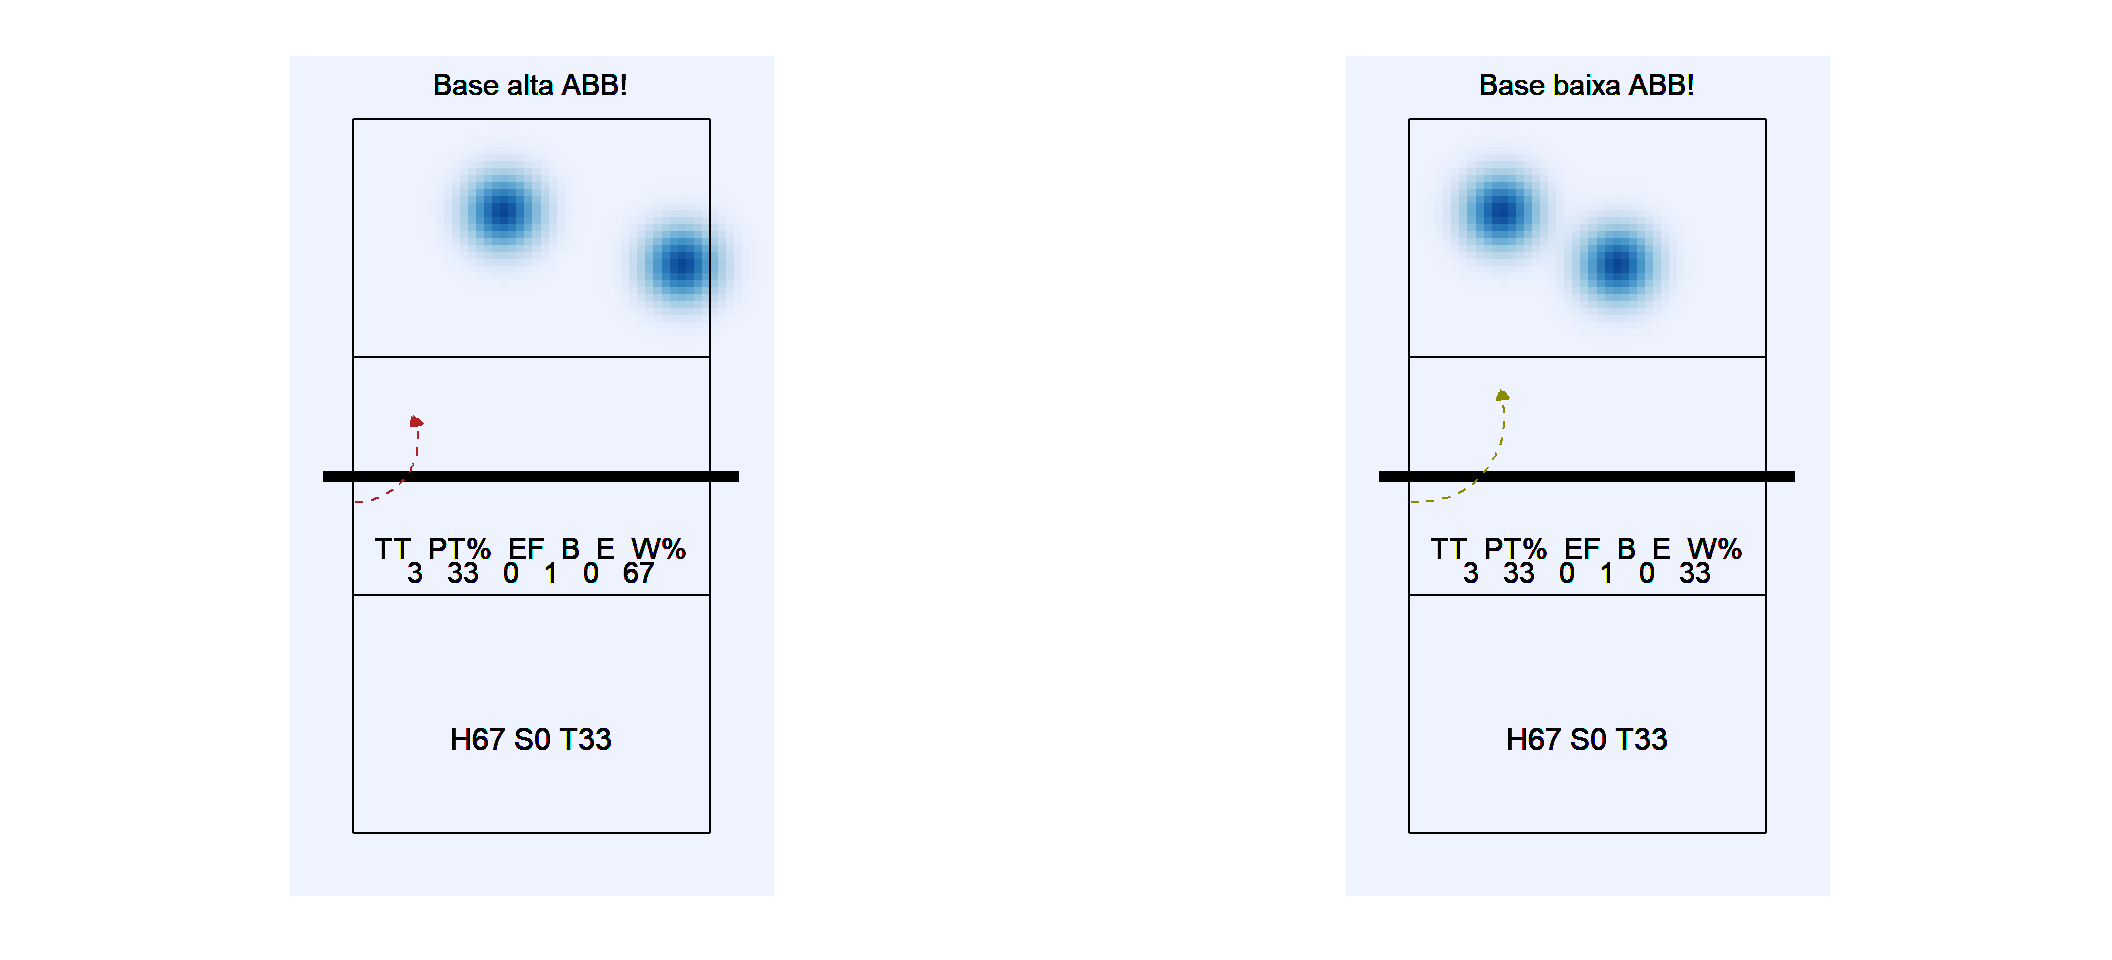 Base alta ABB!
TT PT% EF B E W%
3 33 0 1 0 67
H67 S0 T33
Base baixa ABB!
TT PT% EF B E W%
3 33 0 1 0 33
H67 S0 T33